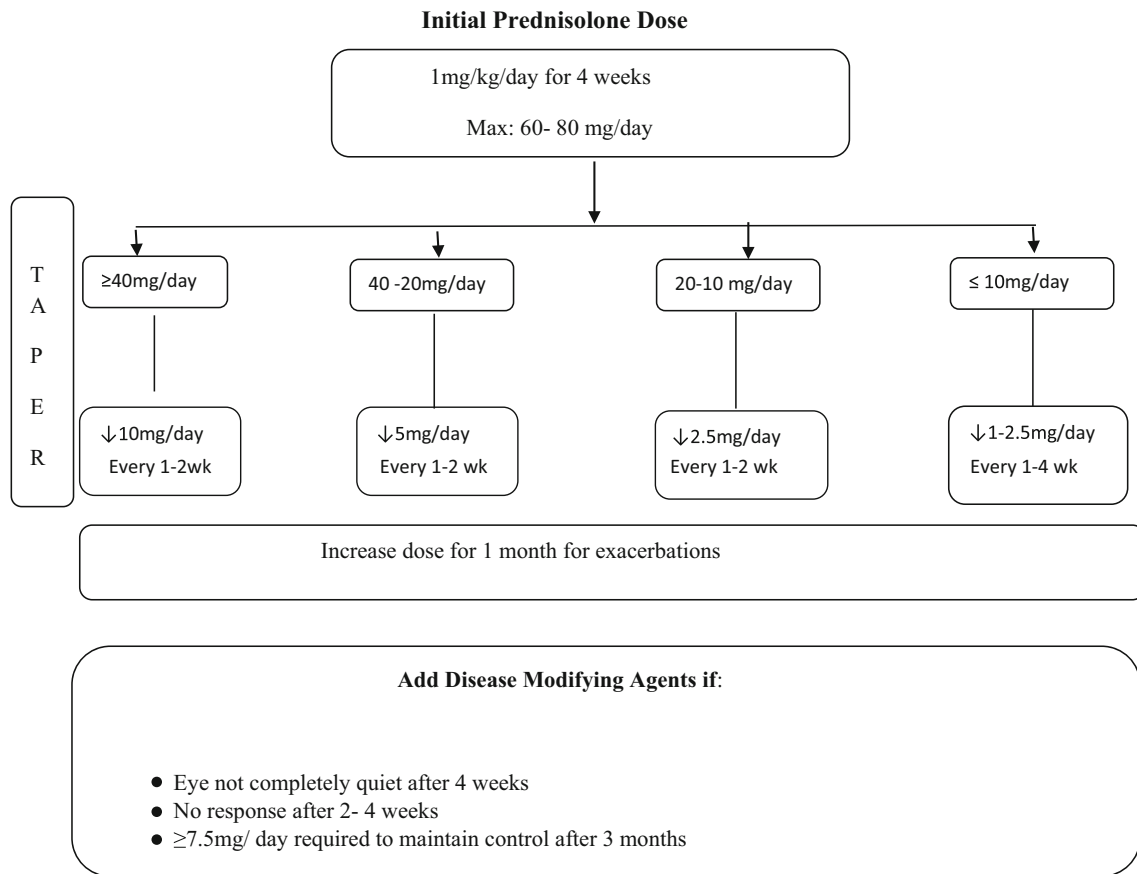 Initial Prednisolone Dose
1mg/kg/day for 4 weeks
Max: 60- 80 mg/day
T
A
P
E
R
≥40mg/day
40 -20mg/day
20-10 mg/day
≤ 10mg/day
↓10mg/day
Every 1-2wk
↓5mg/day
Every 1-2 wk
↓2.5mg/day
Every 1-2 wk
↓1-2.5mg/day
Every 1-4 wk
Increase dose for 1 month for exacerbations
Add Disease Modifying Agents if:
● Eye not completely quiet after 4 weeks
● No response after 2- 4 weeks
● ≥7.5mg/ day required to maintain control after 3 months